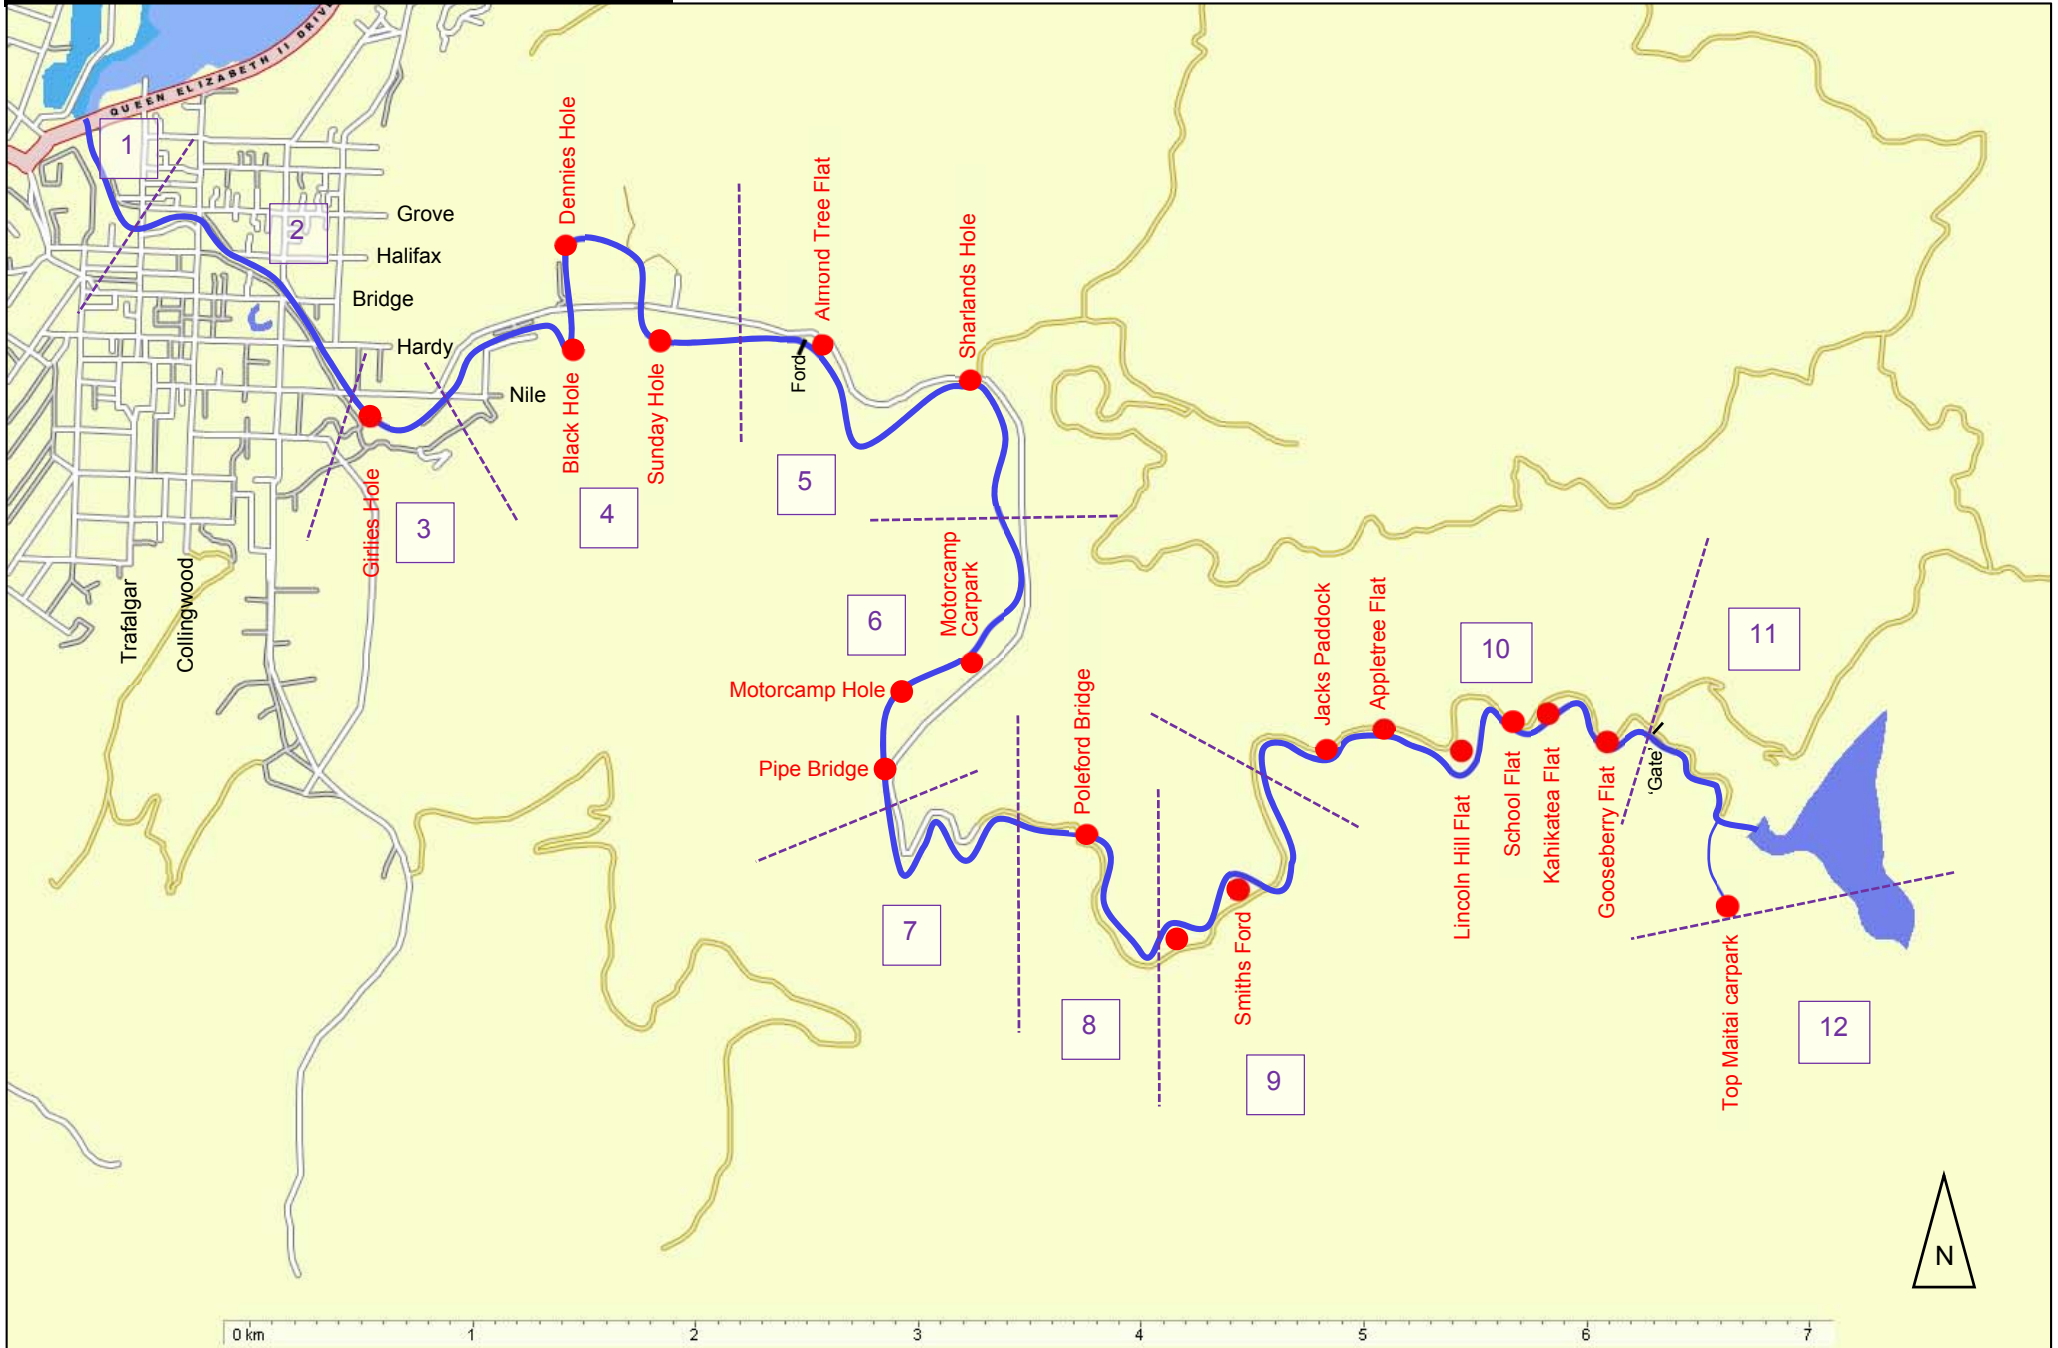 QUEEN ELIZABETH II DRIV
1
2
Grove
Halifax
Bridge
Hardy
Nile
Dennies Hole
Almond Tree Flat
Sharlands Hole
Ford
Black Hole
Sunday Hole
Girlies Hole
3
4
5
Trafalgar
Collingwood
6
Motorcamp
Carpark
Motorcamp Hole
Pipe Bridge
Poleford Bridge
Jacks Paddock
Appletree Flat
10
11
Lincoln Hill Flat
School Flat
Kahikatea Flat
Gooseberry Flat
‘Gate’
7
8
Smiths Ford
9
Top Maitai carpark
12
N
0 km 1 2 3 4 5 6 7